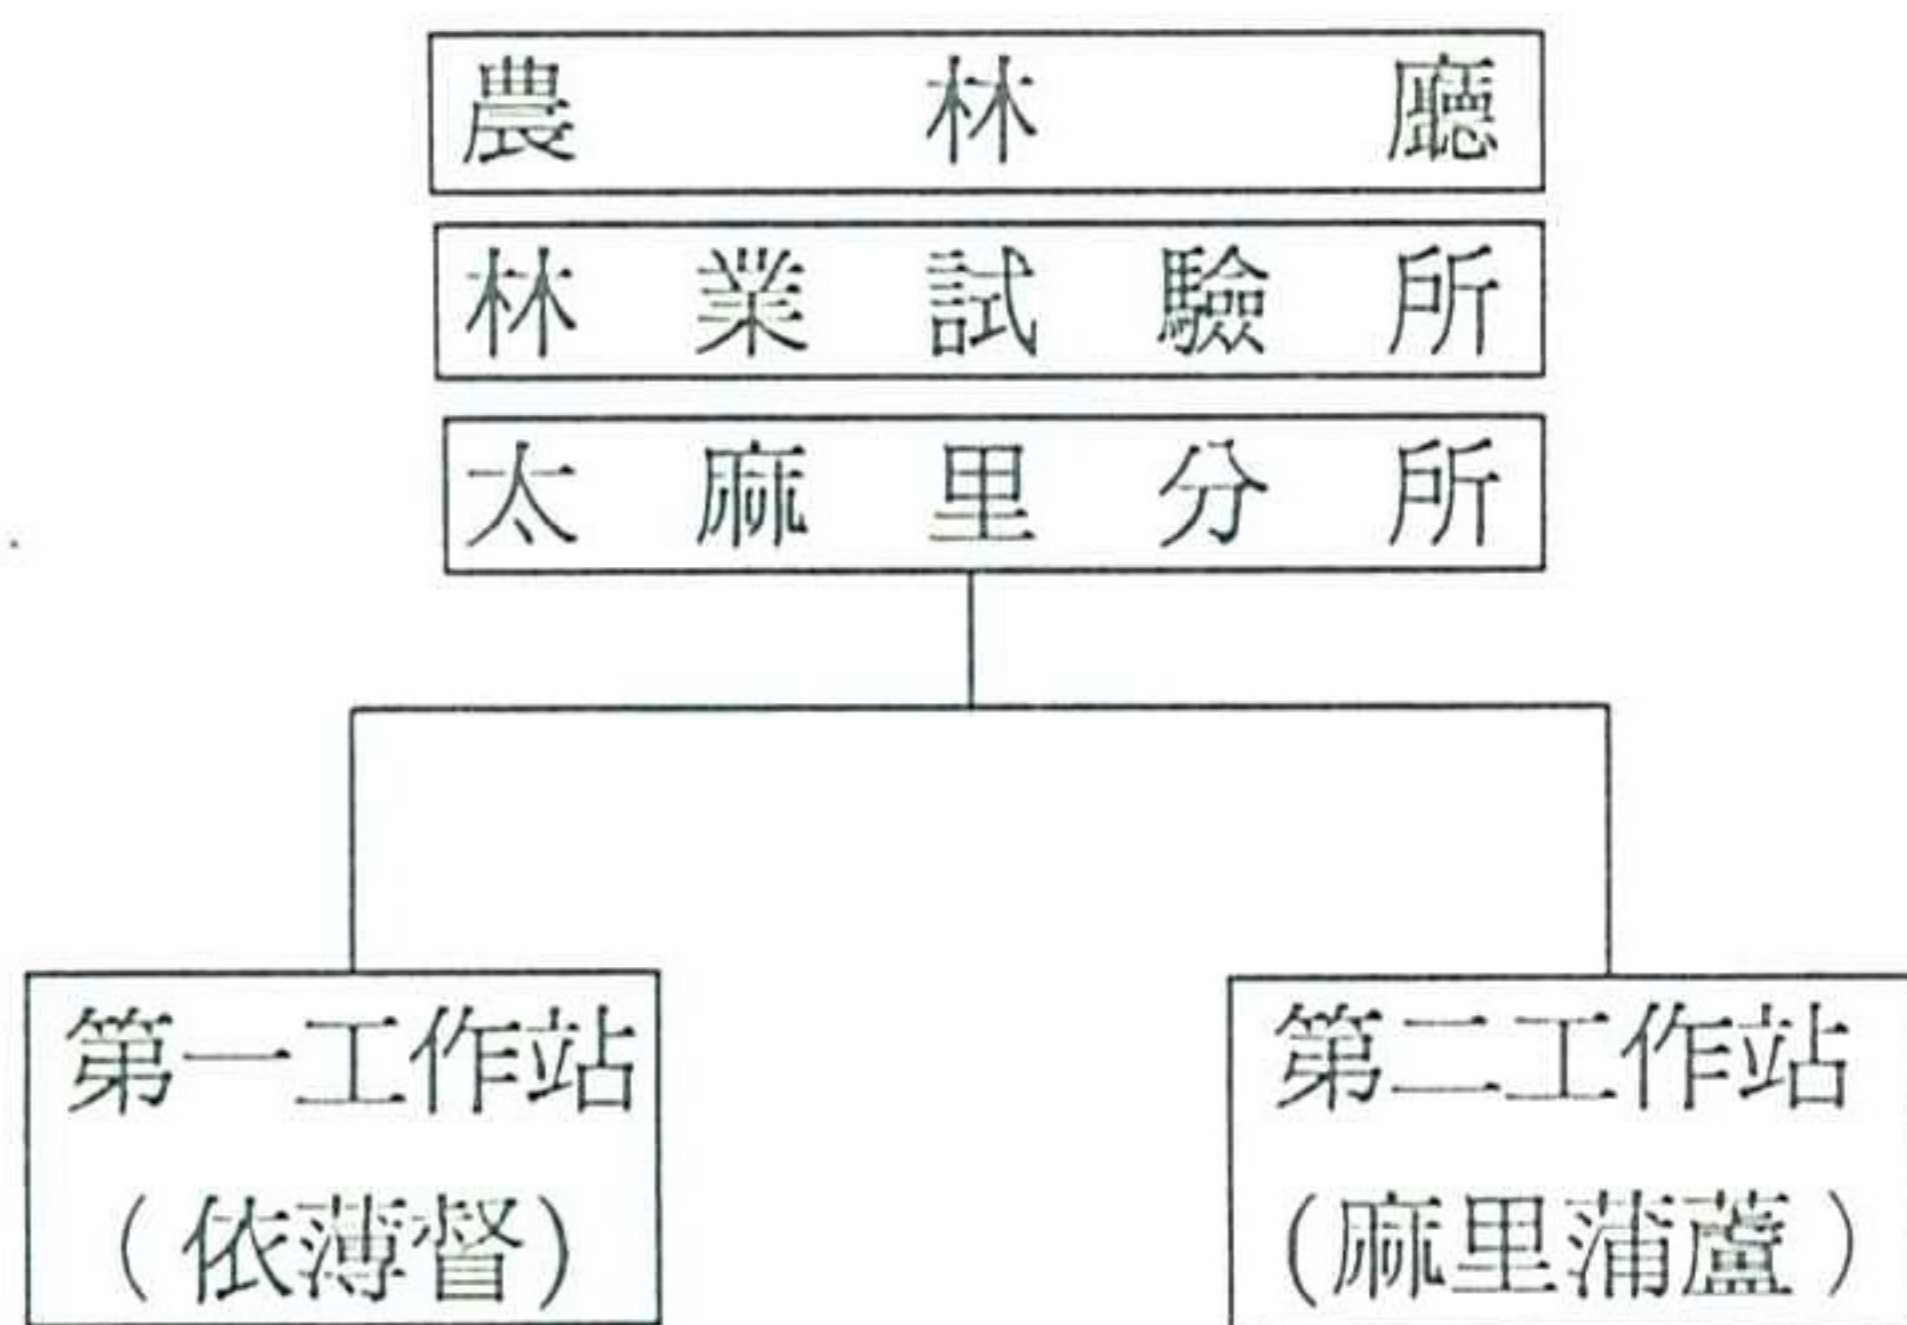 農林廳
林業試驗所
太麻里分所
第一工作站
(依薄督)
第二工作站
(麻里蒲蘆)